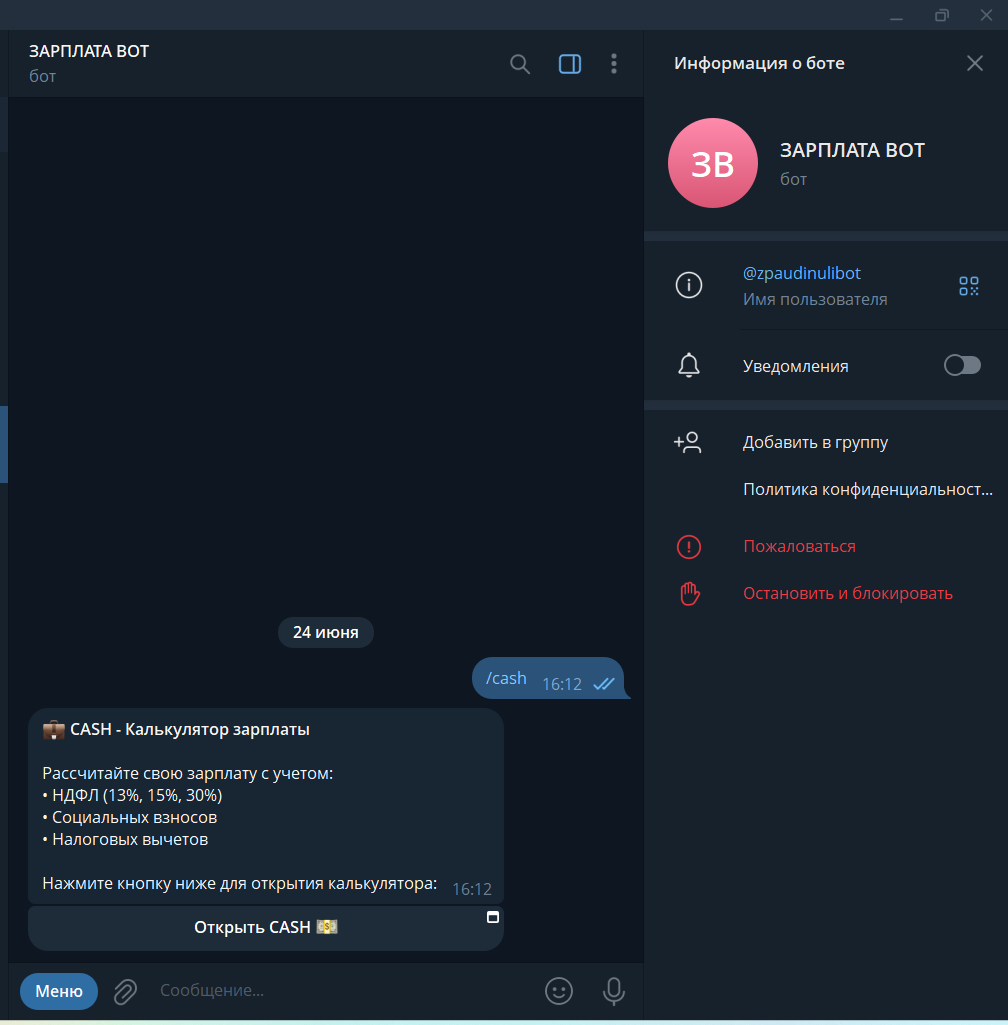 ЗАРПЛАТА BOT
бот
24 июня
/cash
16:12
CASH - Калькулятор зарплаты
Рассчитайте свою зарплату с учетом:
• НДФЛ (13%, 15%, 30%)
• Социальных взносов
• Налоговых вычетов
Нажмите кнопку ниже для открытия калькулятора:
16:12
Открыть CASH
Меню
Сообщение...
Информация о боте
ЗВ
ЗАРПЛАТА BOT
бот
@zpaudinulibot
Имя пользователя
Уведомления
Добавить в группу
Политика конфиденциальност...
Пожаловаться
Остановить и блокировать